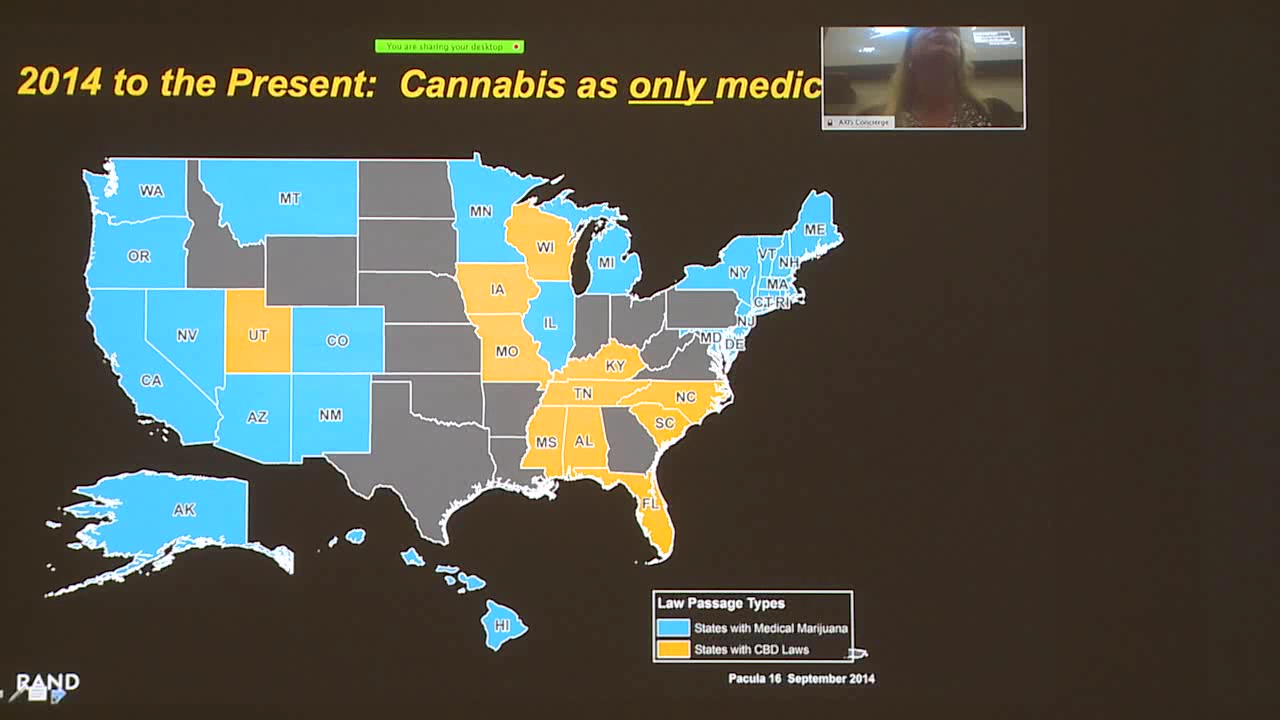 You are sharing your desktop
2014 to the Present: Cannabis as only medic
AXIS Concierge
WA
MT
MN
ME
OR
WI
VT
NH
MI
NY
MA
IA
CT RI
NV
UT
CO
IL
NJ
MO
MD
DE
CA
KY
TN
NC
AZ
NM
SC
MS
AL
FL
AK
HI
Law Passage Types
States with Medical Marijuana
States with CBD Laws
RAND
Pacula 16 September 2014